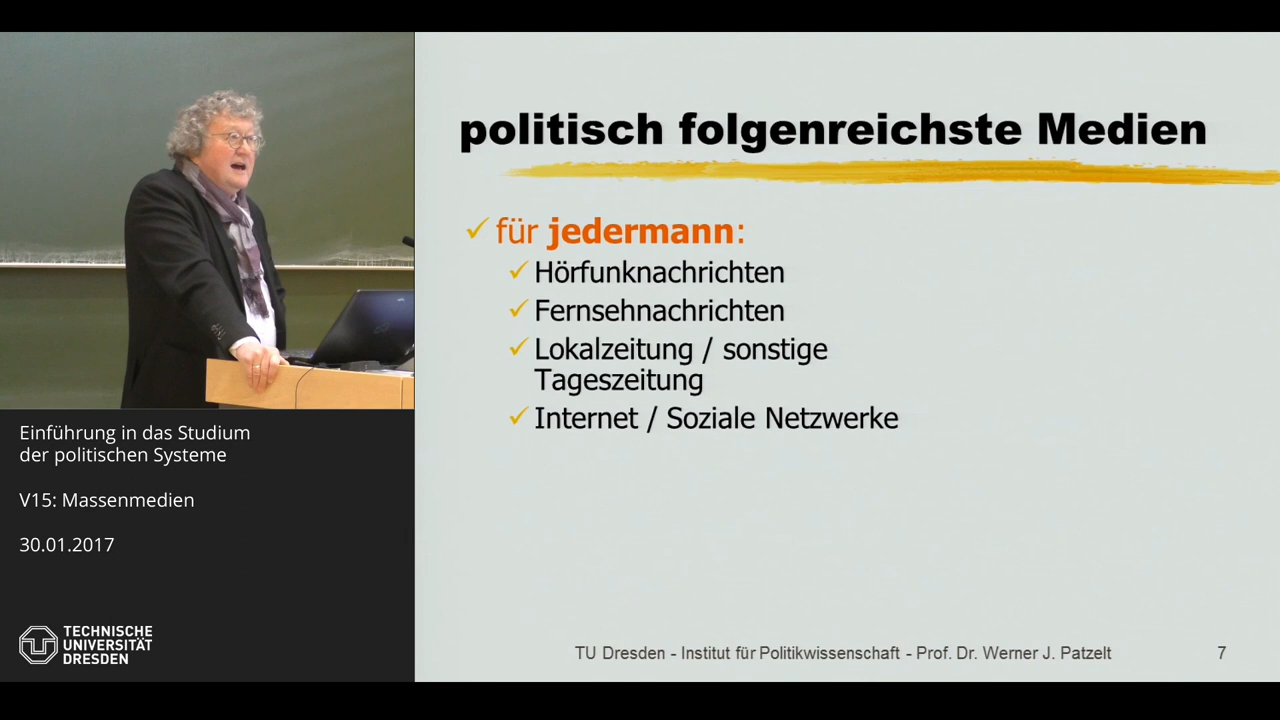 politisch folgenreichste Medien
für jedermann:
Hörfunknachrichten
Fernsehnachrichten
Lokalzeitung / sonstige
Tageszeitung
Internet / Soziale Netzwerke
Einführung in das Studium
der politischen Systeme
V15: Massenmedien
30.01.2017
TECHNISCHE
UNIVERSITÄT
DRESDEN
TU Dresden - Institut für Politikwissenschaft - Prof. Dr. Werner J. Patzelt
7